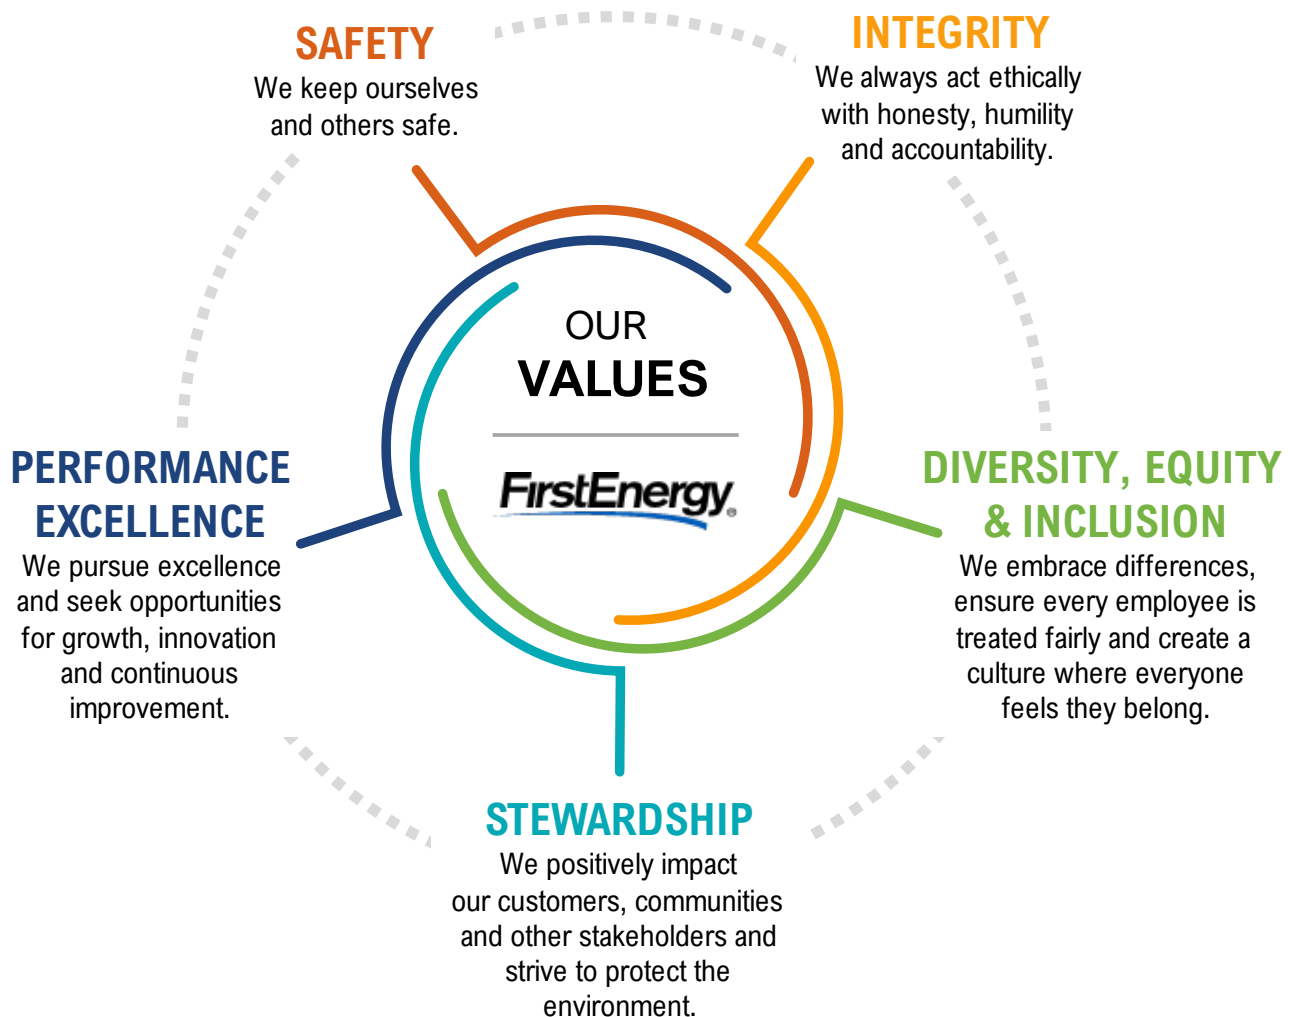 SAFETY
We keep ourselves
and others safe.
INTEGRITY
We always act ethically
with honesty, humility
and accountability.
OUR
VALUES
FirstEnergy®
PERFORMANCE
EXCELLENCE
We pursue excellence
and seek opportunities
for growth, innovation
and continuous
improvement.
DIVERSITY, EQUITY
& INCLUSION
We embrace differences,
ensure every employee is
treated fairly and create a
culture where everyone
feels they belong.
STEWARDSHIP
We positively impact
our customers, communities
and other stakeholders and
strive to protect the
environment.